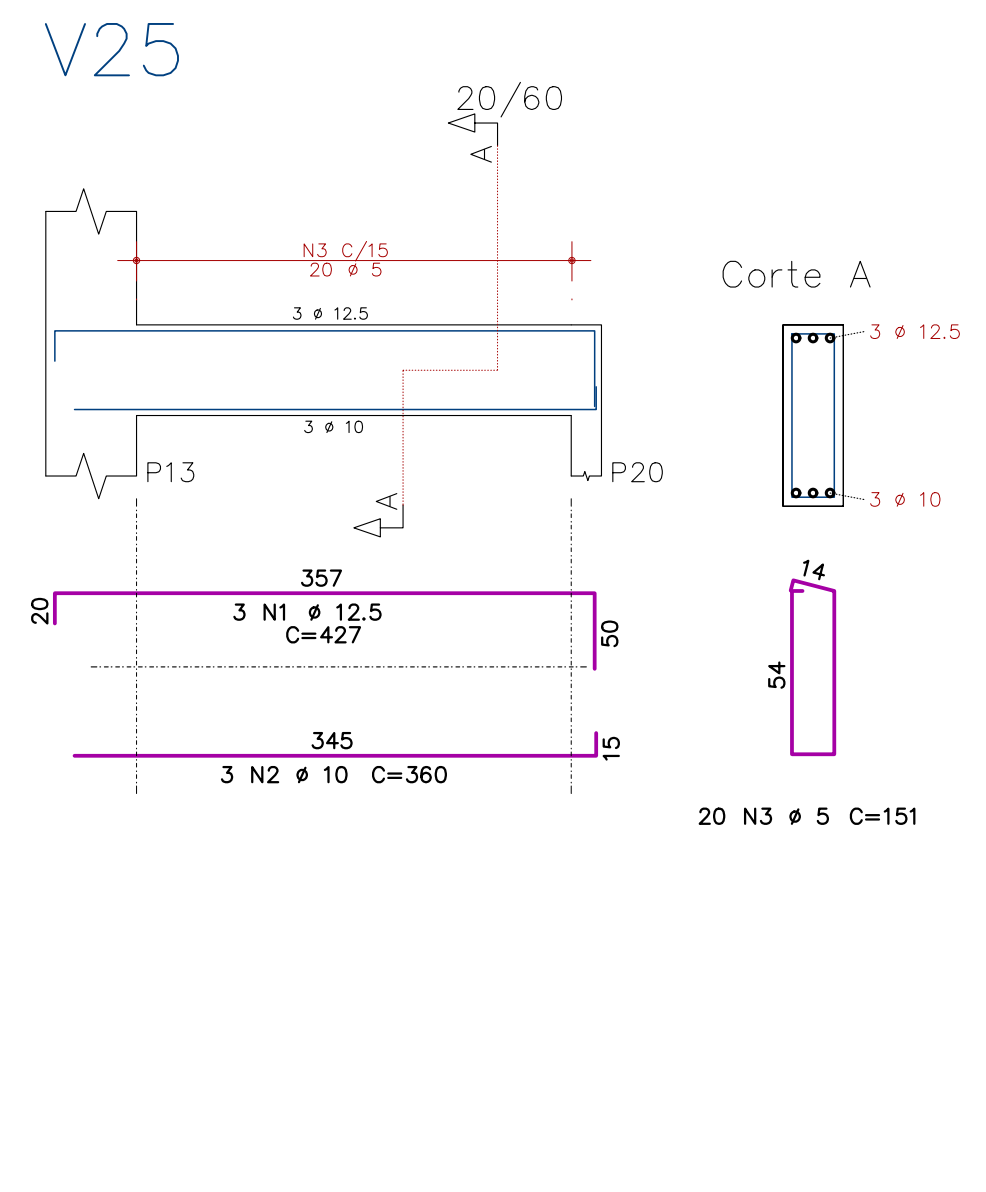 V25
20/60
A
N3 C/15
20 ø 5
Corte A
3 ø 12.5
3 ø 12.5
3 ø 10
P13
P20
3 ø 10
A
357
20
3 N1 ø 12.5
C=427
50
14
54
345
15
3 N2 ø 10 C=360
20 N3 ø 5 C=151